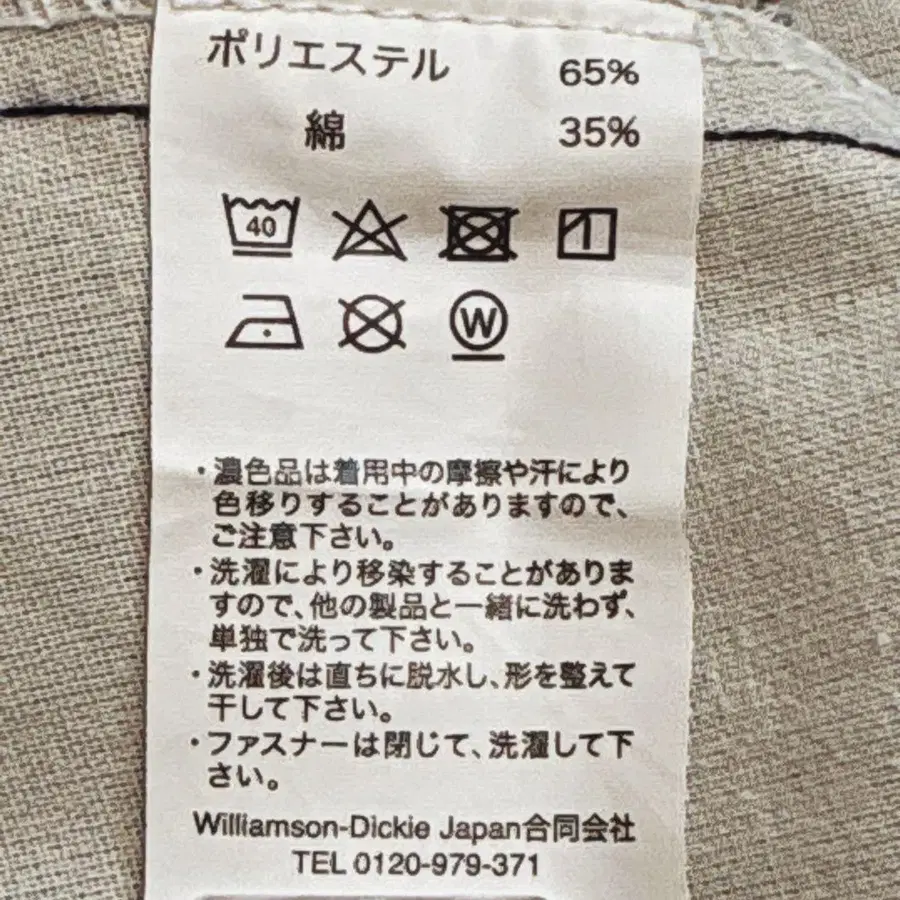 ポリエステル 65%
綿 35%
40
W
・濃色品は着用中の摩擦や汗により
色移りすることがありますので、
ご注意下さい。
・洗濯により移染することがありま
すので、他の製品と一緒に洗わず、
単独で洗って下さい。
・洗濯後は直ちに脱水し、形を整えて
干して下さい。
・ファスナーは閉じて、洗濯して下
さい。
Williamson-Dickie Japan合同会社
TEL 0120-979-371